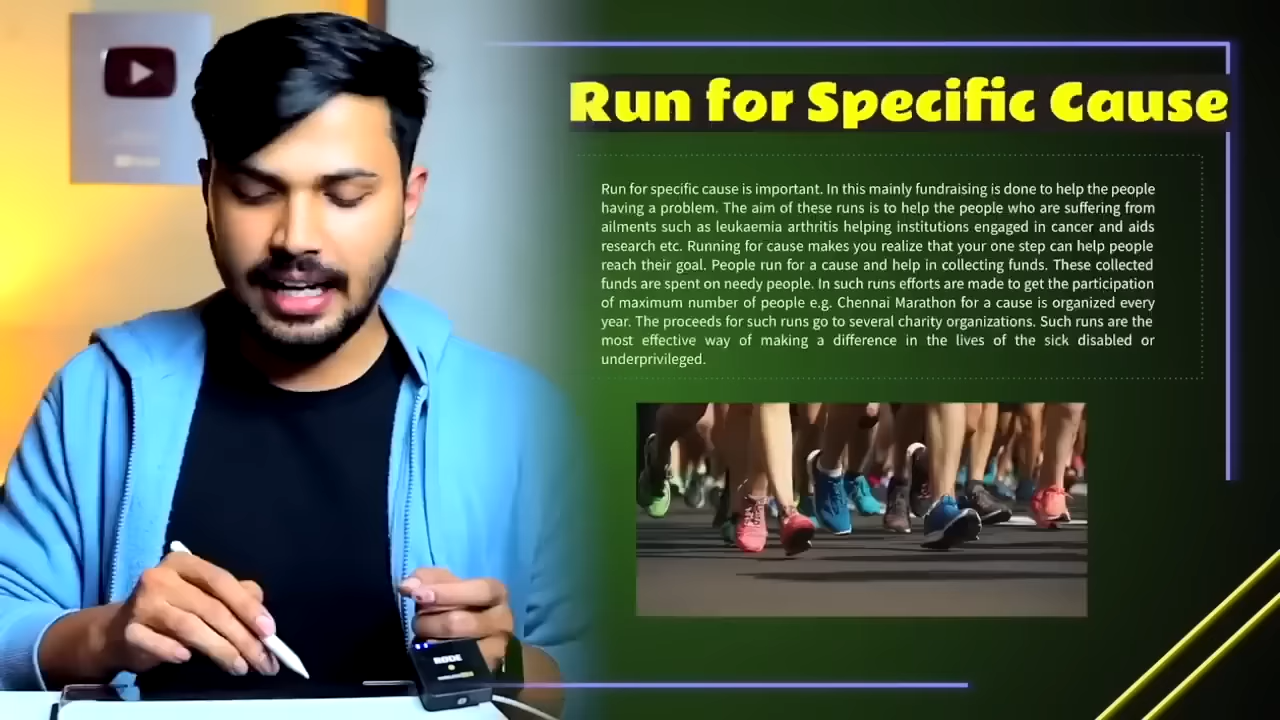 Run for Specific Cause
Run for specific cause is important. In this mainly fundraising is done to help the people
having a problem. The aim of these runs is to help the people who are suffering from
ailments such as leukaemia arthritis helping institutions engaged in cancer and aids
research etc. Running for cause makes you realize that your one step can help people
reach their goal. People run for a cause and help in collecting funds. These collected
funds are spent on needy people. In such runs efforts are made to get the participation
of maximum number of people e.g. Chennai Marathon for a cause is organized every
year. The proceeds for such runs go to several charity organizations. Such runs are the
most effective way of making a difference in the lives of the sick disabled or
underprivileged.
RODE